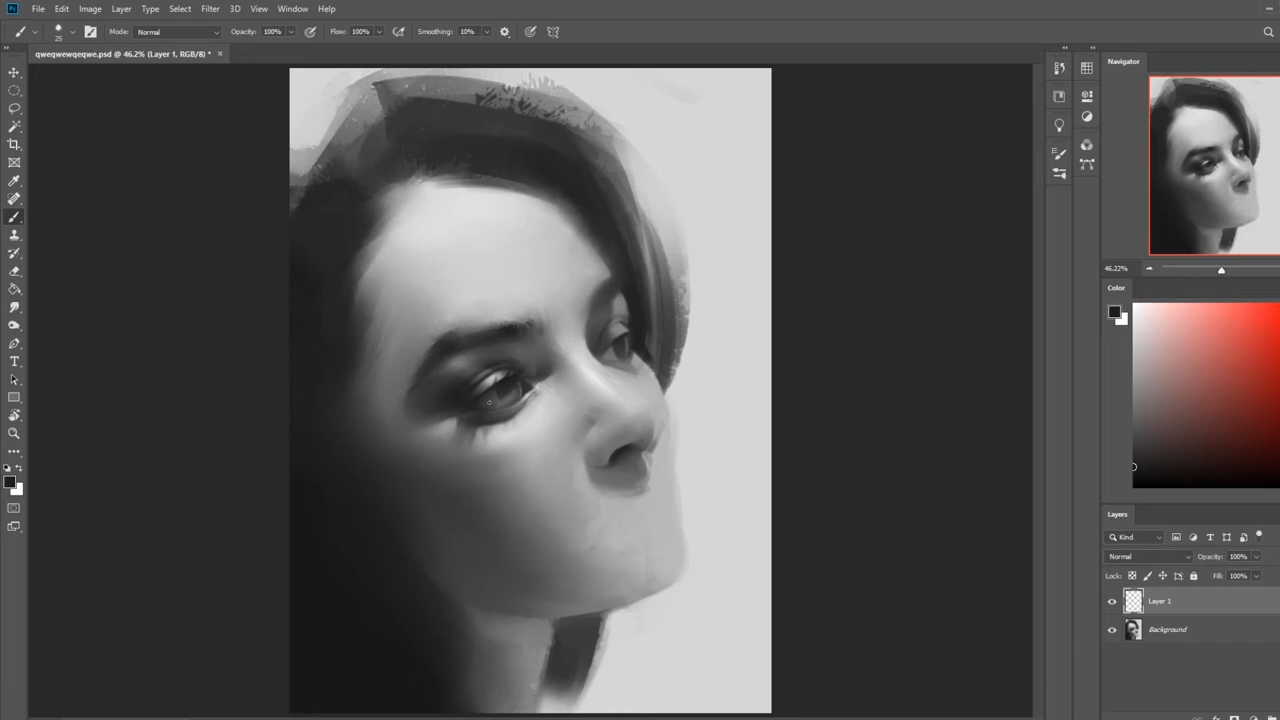 Ps File Edit Image Layer Type Select Filter 3D View Window Help
25 Mode: Normal Opacity: 100% Flow: 100% Smoothing: 10%
qweqwewqeqwe.psd @ 46.2% (Layer 1, RGB/8) * ×
Navigator
46.22%
Color
Layers
Kind
Normal Opacity: 100%
Lock: Fill: 100%
Layer 1
Background